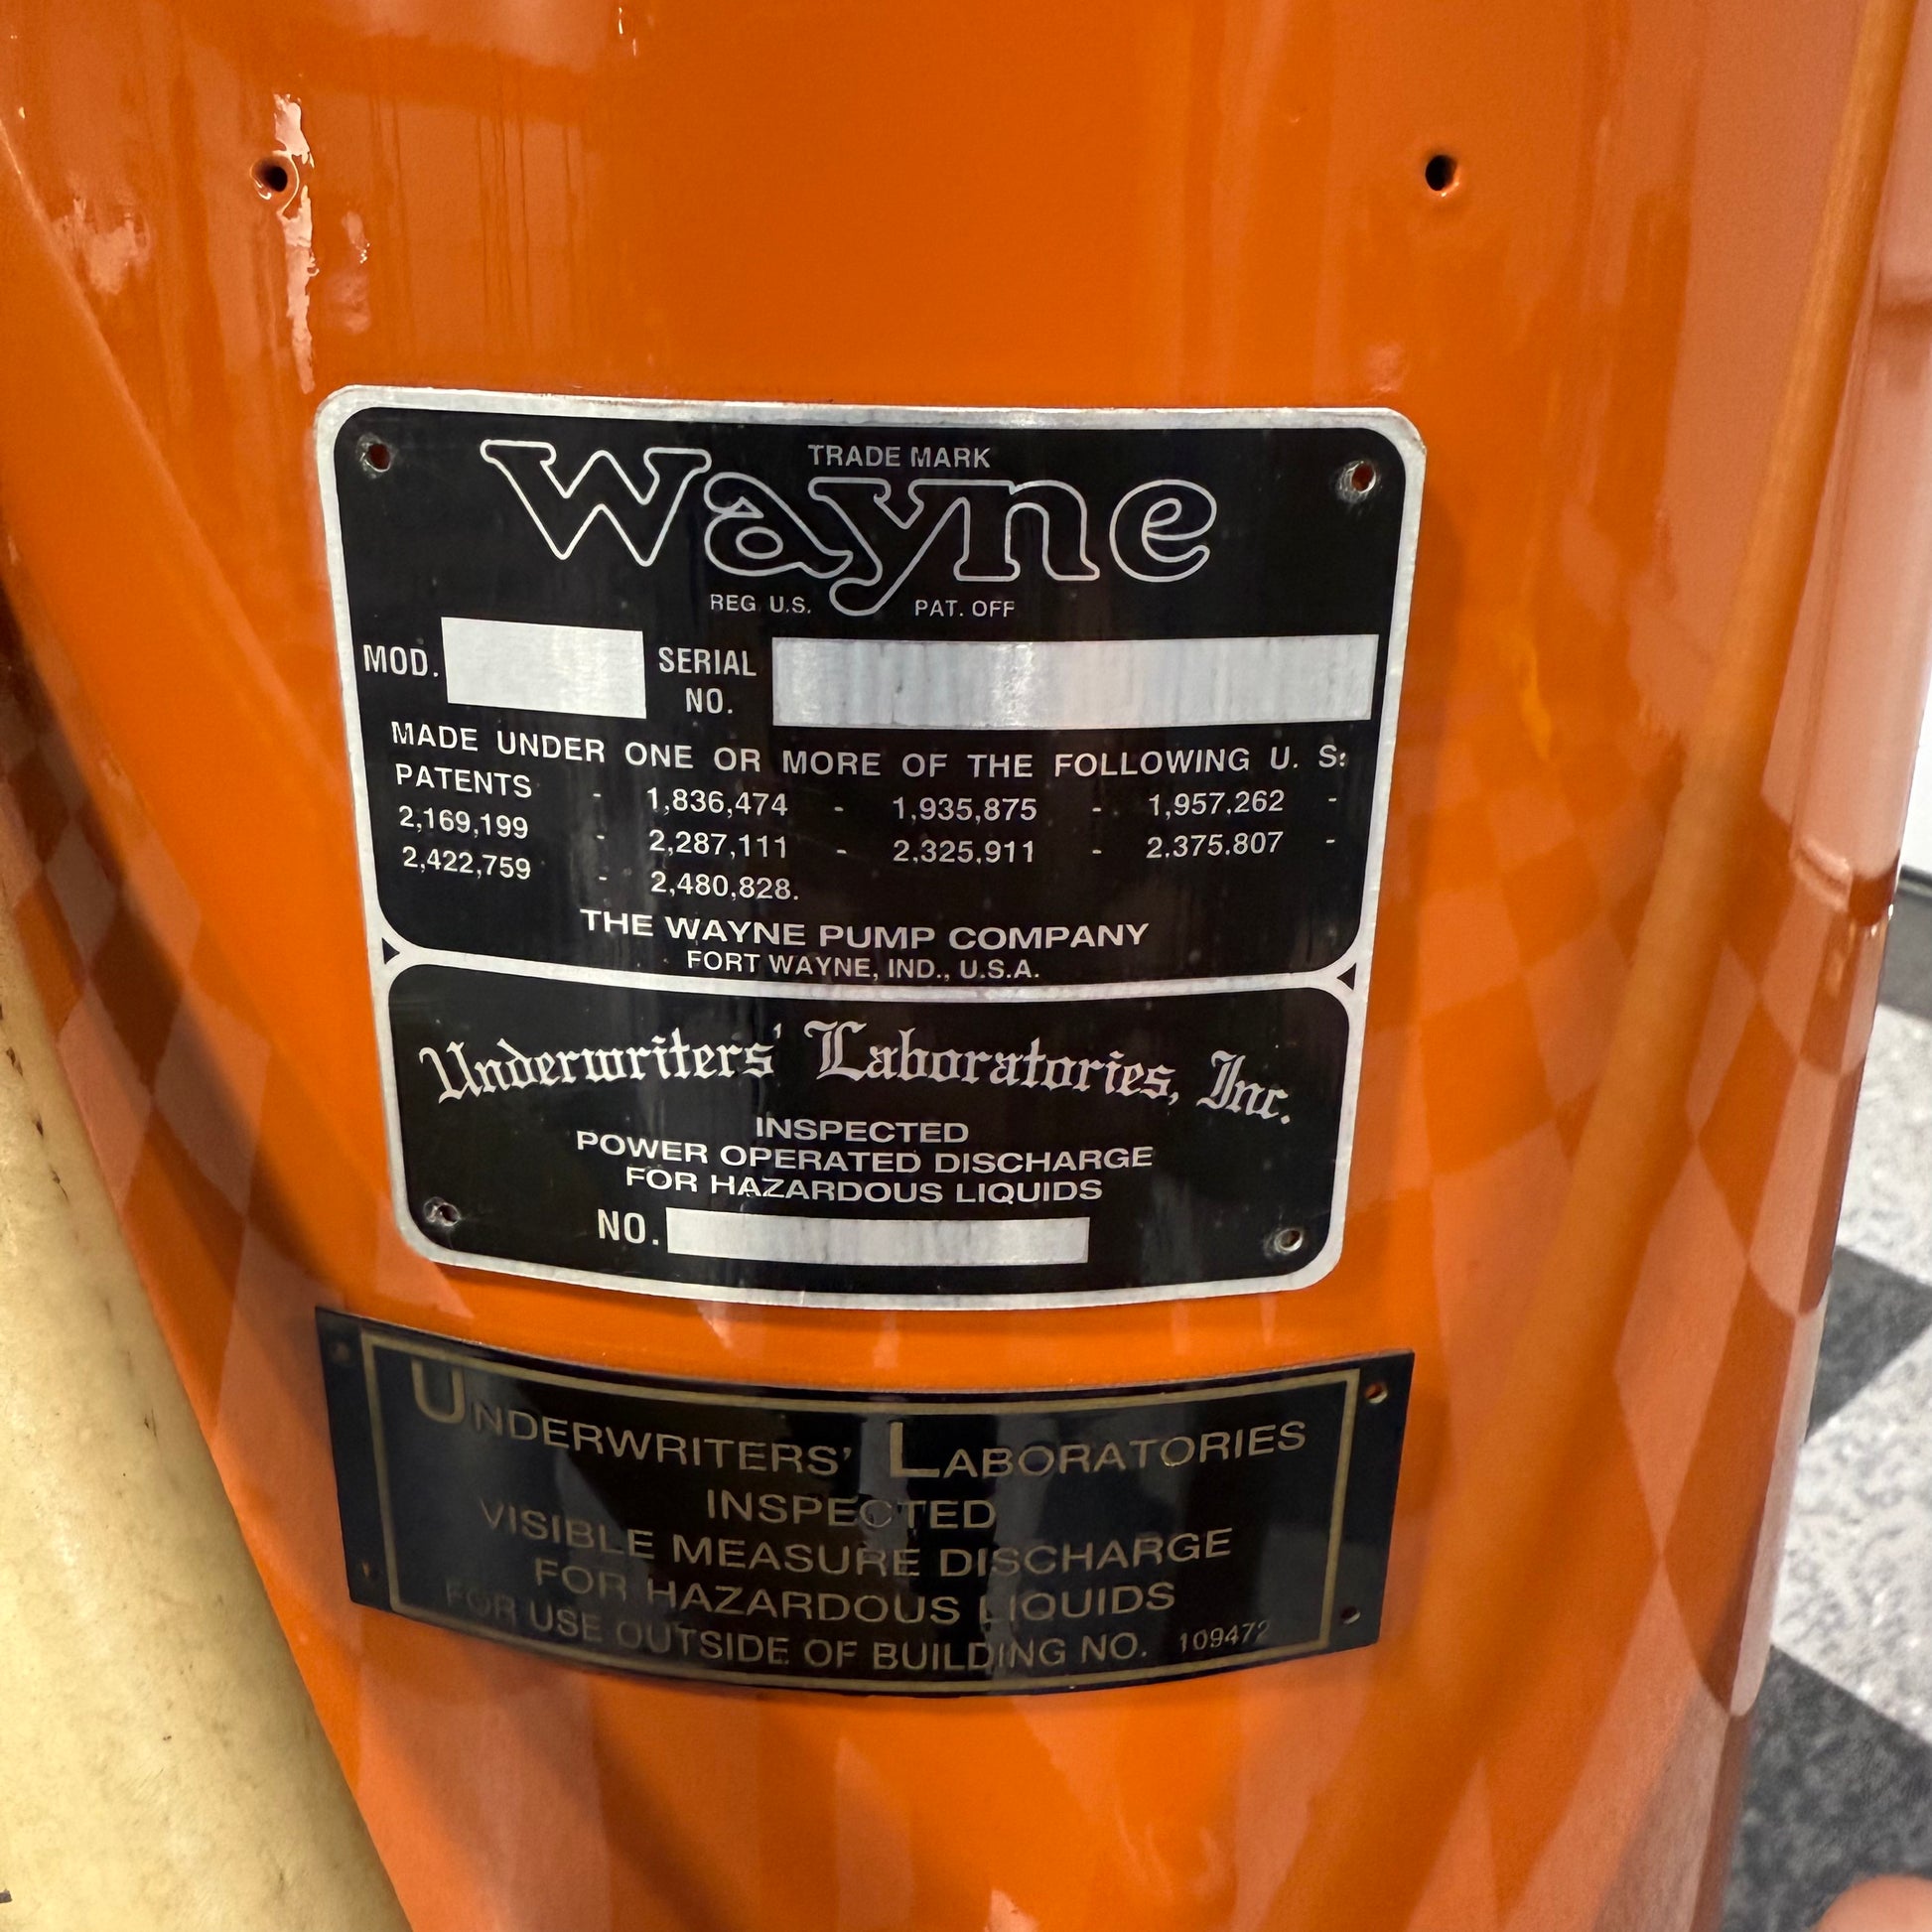 TRADE MARK
Wayne
REG. U.S. PAT. OFF
MOD. SERIAL NO.
MADE UNDER ONE OR MORE OF THE FOLLOWING U. S:
PATENTS - 1,836,474 - 1,935,875 - 1,957,262 -
2,169,199 - 2,287,111 - 2,325,911 - 2,375,807 -
2,422,759 - 2,480,828.
THE WAYNE PUMP COMPANY
FORT WAYNE, IND., U.S.A.
Underwriters' Laboratories, Inc.
INSPECTED
POWER OPERATED DISCHARGE
FOR HAZARDOUS LIQUIDS
NO.
UNDERWRITERS' LABORATORIES
INSPECTED
VISIBLE MEASURE DISCHARGE
FOR HAZARDOUS LIQUIDS
FOR USE OUTSIDE OF BUILDING NO. 109472